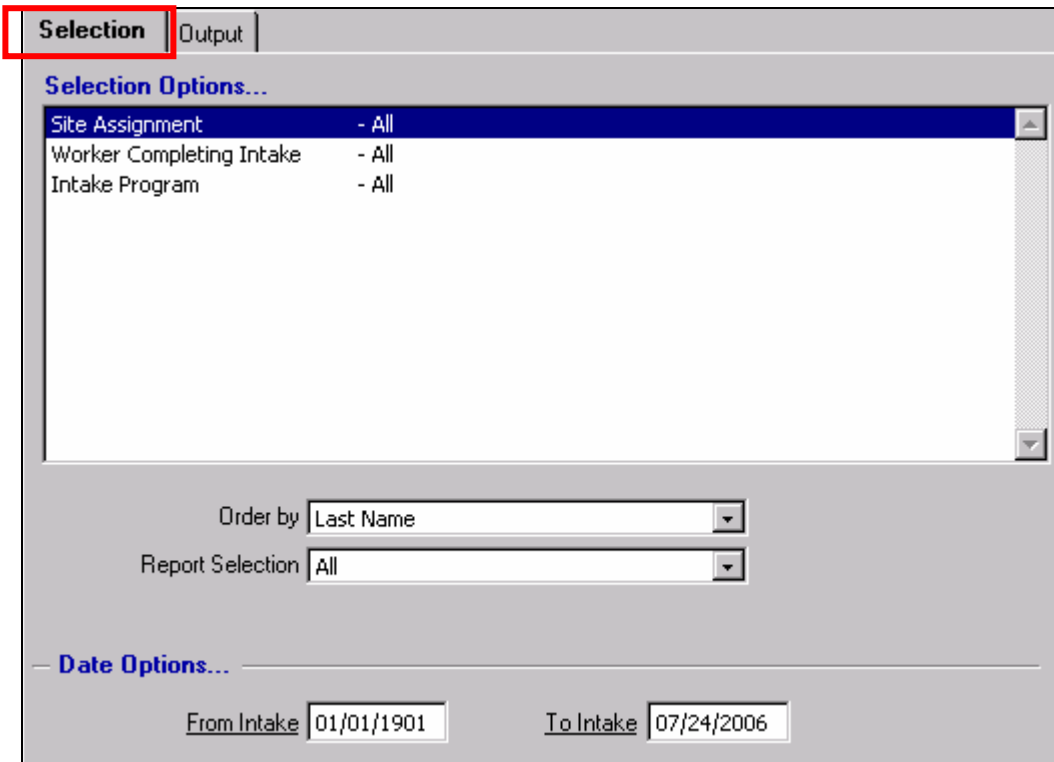 Selection Output
Selection Options...
Site Assignment - All
Worker Completing Intake - All
Intake Program - All
Order by Last Name
Report Selection All
Date Options...
From Intake 01/01/1901 To Intake 07/24/2006